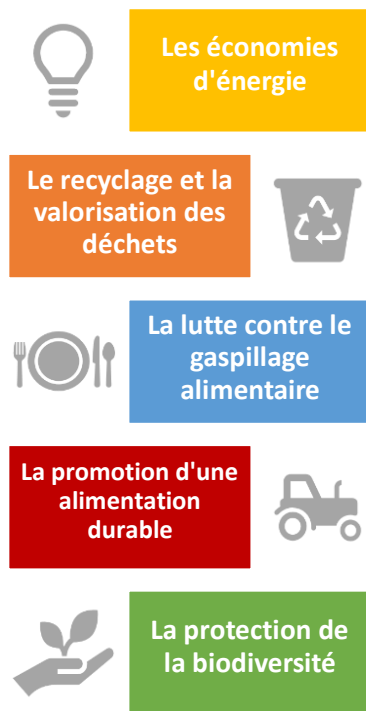 Les économies
d'énergie
Le recyclage et la
valorisation des
déchets
La lutte contre le
gaspillage
alimentaire
La promotion d'une
alimentation
durable
La protection de
la biodiversité